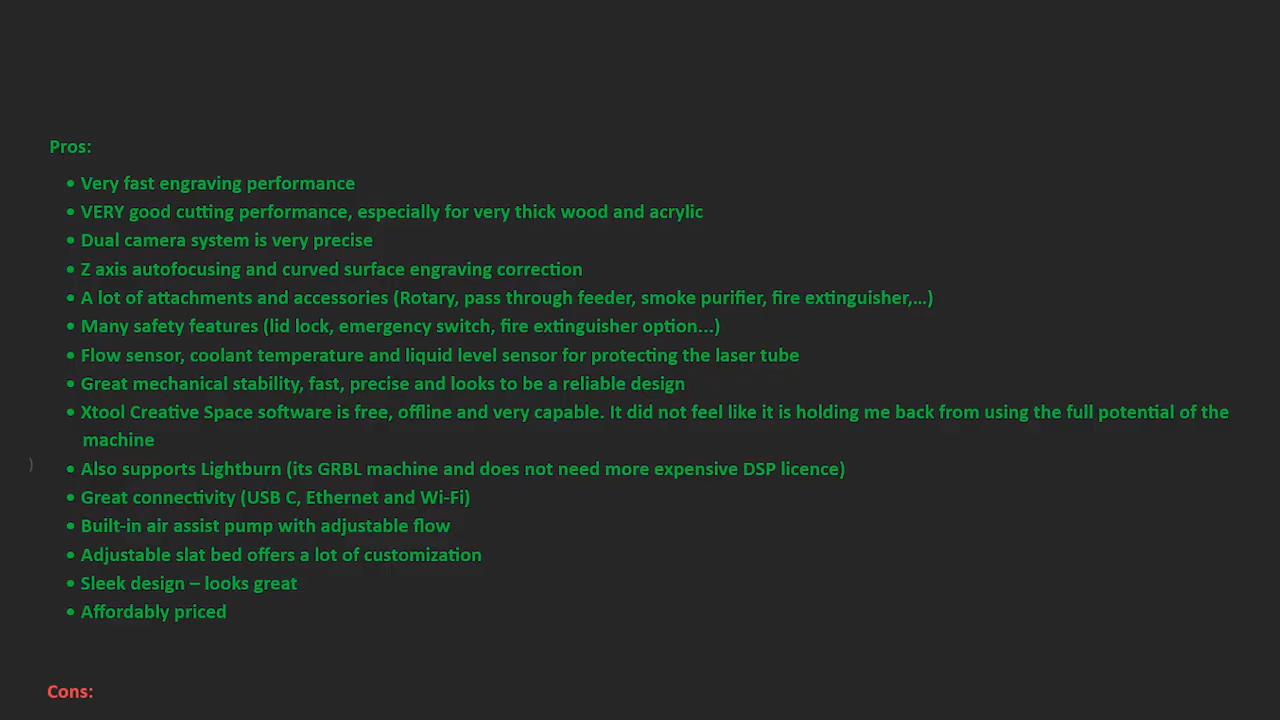 Pros:
• Very fast engraving performance
• VERY good cutting performance, especially for very thick wood and acrylic
• Dual camera system is very precise
• Z axis autofocusing and curved surface engraving correction
• A lot of attachments and accessories (Rotary, pass through feeder, smoke purifier, fire extinguisher,...)
• Many safety features (lid lock, emergency switch, fire extinguisher option...)
• Flow sensor, coolant temperature and liquid level sensor for protecting the laser tube
• Great mechanical stability, fast, precise and looks to be a reliable design
• Xtool Creative Space software is free, offline and very capable. It did not feel like it is holding me back from using the full potential of the
machine
)
• Also supports Lightburn (its GRBL machine and does not need more expensive DSP licence)
• Great connectivity (USB C, Ethernet and Wi-Fi)
• Built-in air assist pump with adjustable flow
• Adjustable slat bed offers a lot of customization
• Sleek design – looks great
• Affordably priced
Cons: